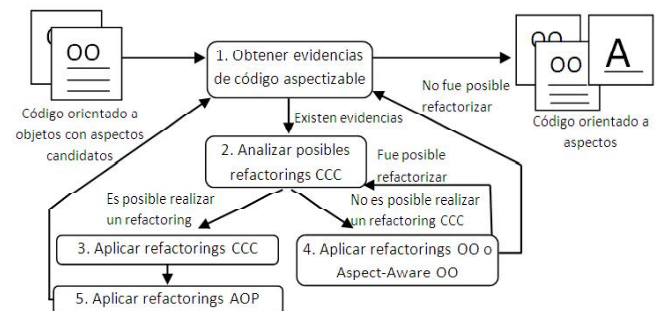 OO
OO
OO
OO
A
1. Obtener evidencias
de código aspectizable
Código orientado a
objetos con aspectos
candidatos
No fue posible
refactorizar
Código orientado a
aspectos
Existen evidencias
2. Analizar posibles
refactorings CCC
Fue posible
refactorizar
Es posible realizar
un refactoring
No es posible realizar
un refactoring CCC
3. Aplicar refactorings CCC
4. Aplicar refactorings OO o
Aspect-Aware OO
5. Aplicar refactorings AOP